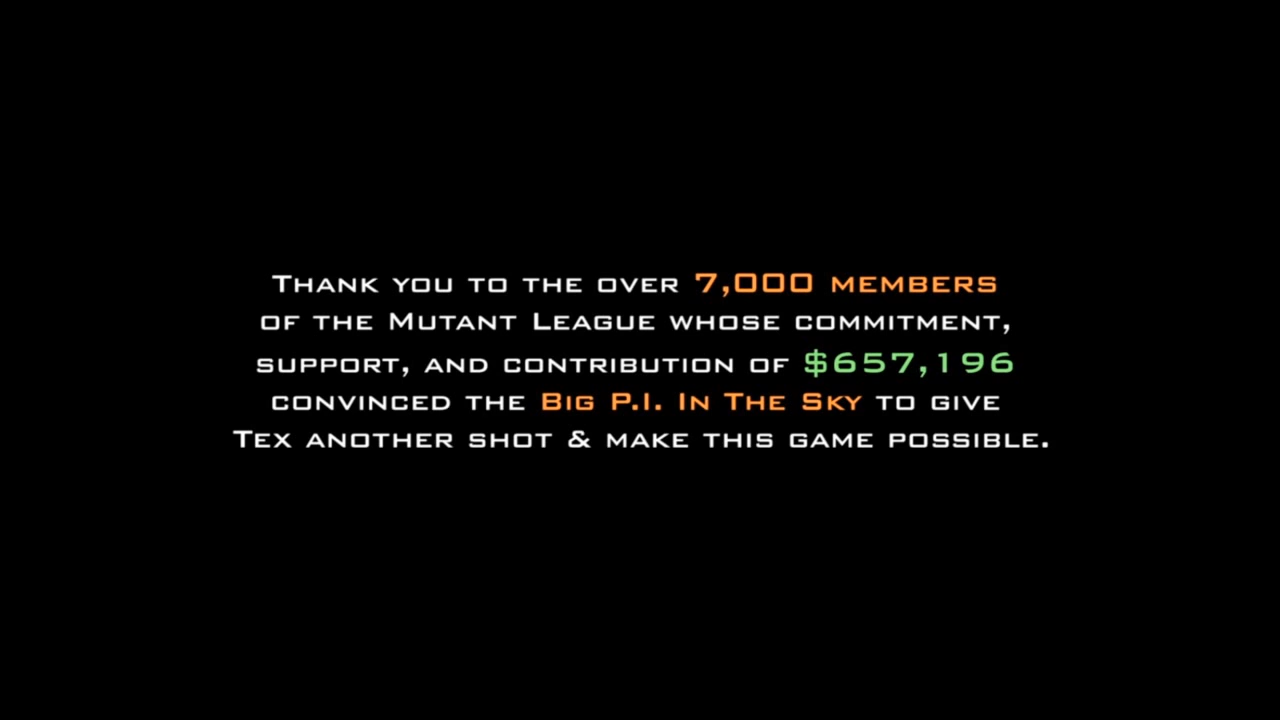 Thank you to the over 7,000 members
of the Mutant League whose commitment,
support, and contribution of $657,196
convinced the Big P.I. In The Sky to give
Tex another shot & make this game possible.